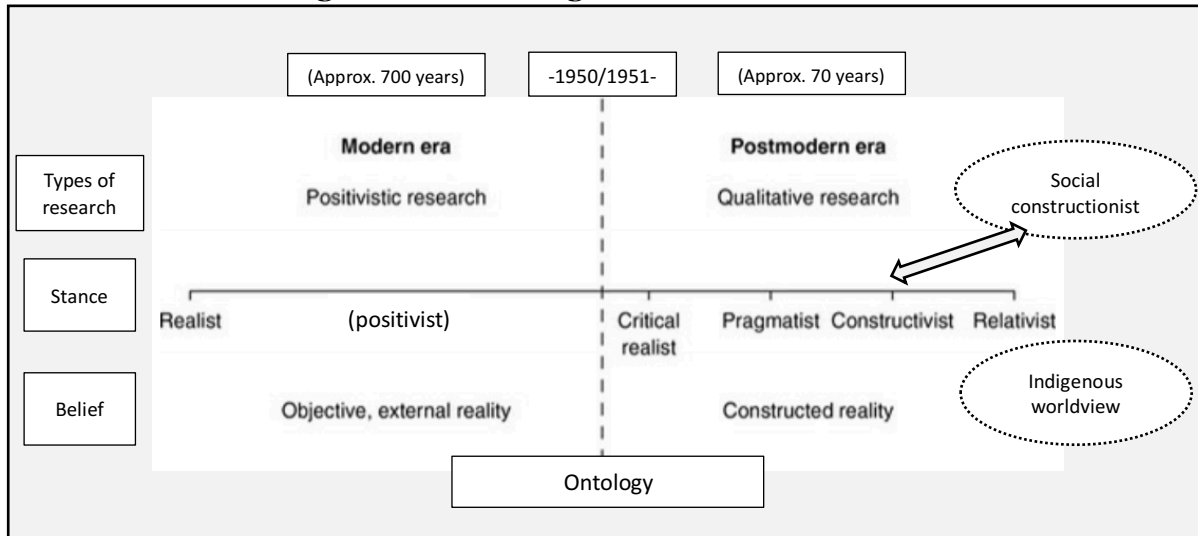 (Approx. 700 years)
-1950/1951-
(Approx. 70 years)
Modern era
Postmodern era
Types of
research
Positivistic research
Qualitative research
Social
constructionist
Stance
Realist
(positivist)
Critical
realist
Pragmatist
Constructivist
Relativist
Belief
Objective, external reality
Constructed reality
Indigenous
worldview
Ontology